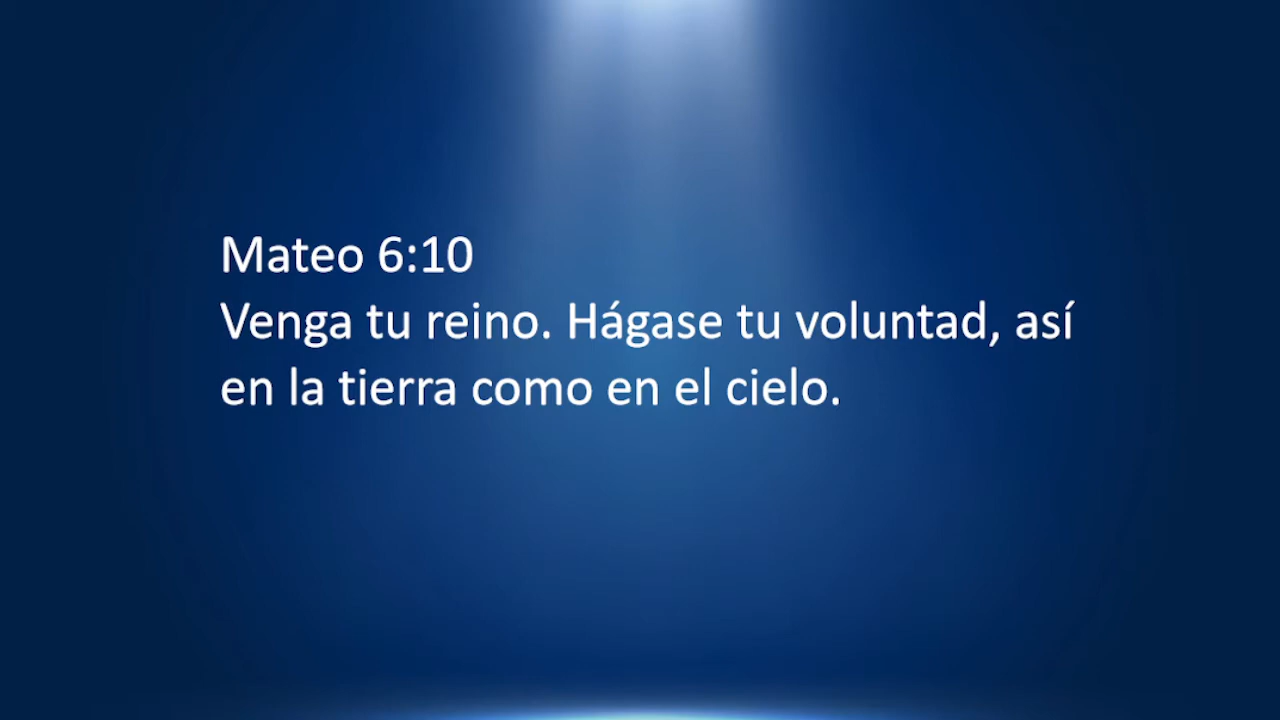 Mateo 6:10
Venga tu reino. Hágase tu voluntad, así
en la tierra como en el cielo.